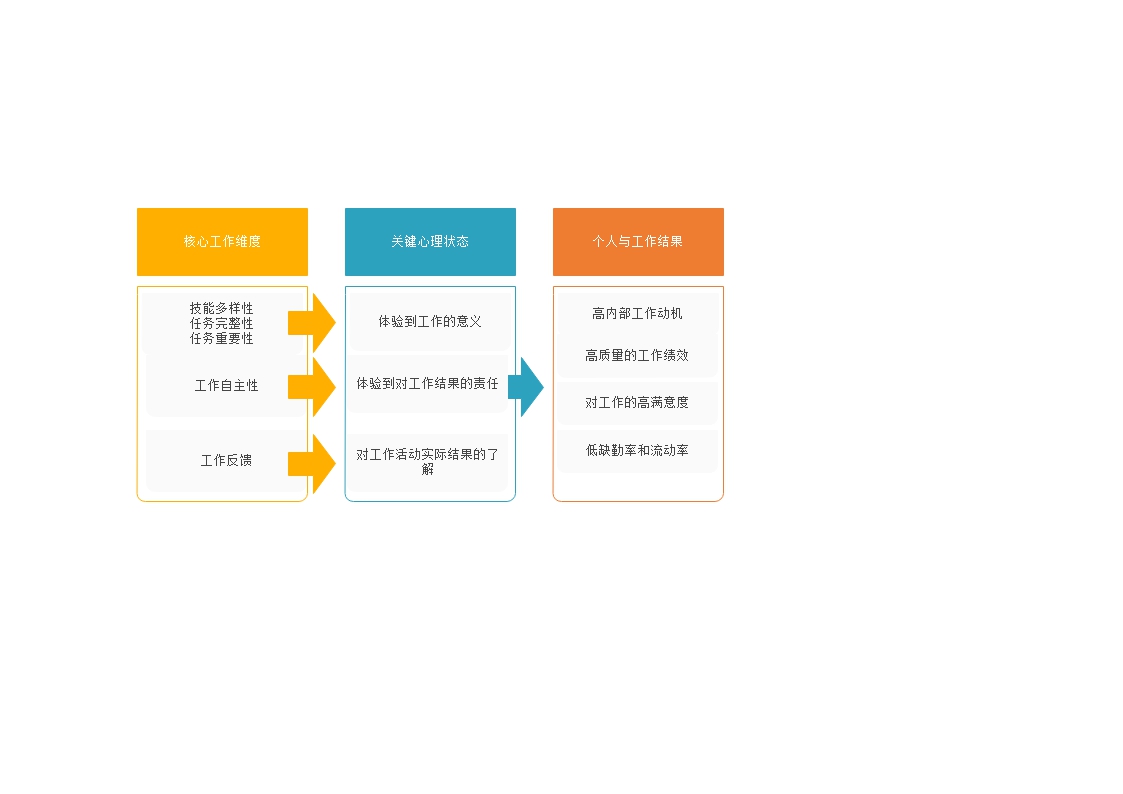 核心工作维度
关键心理状态
个人与工作结果
技能多样性
任务完整性
任务重要性
工作自主性
工作反馈
体验到工作的意义
体验到对工作结果的责任
对工作活动实际结果的了
解
高内部工作动机
高质量的工作绩效
对工作的高满意度
低缺勤率和流动率